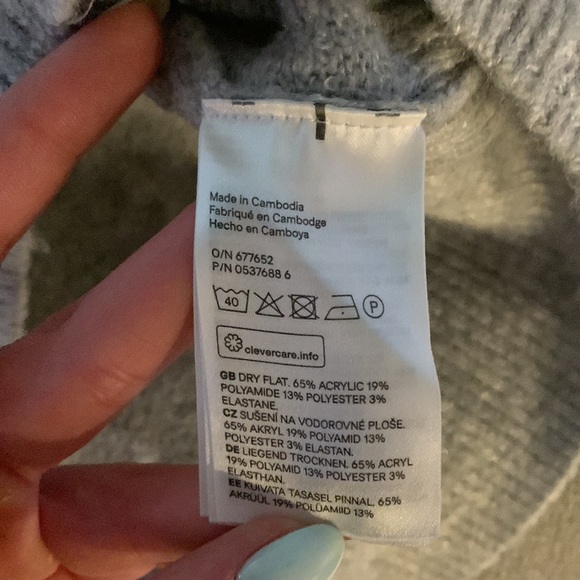 Made in Cambodia
Fabriqué en Cambodge
Hecho en Camboya
O/N 677652
P/N 0537688 6
40
P
clevercare.info
GB DRY FLAT. 65% ACRYLIC 19%
POLYAMIDE 13% POLYESTER 3%
ELASTANE.
CZ SUŠENÍ NA VODOROVNÉ PLOŠE.
65% AKRYL 19% POLYAMID 13%
POLYESTER 3% ELASTAN.
DE LIEGEND TROCKNEN. 65% ACRYL
19% POLYAMID 13% POLYESTER 3%
ELASTHAN.
EE KUIVATA TASASEL PINNAL. 65%
AKRÜÜL 19% POLÜAMIID 13%